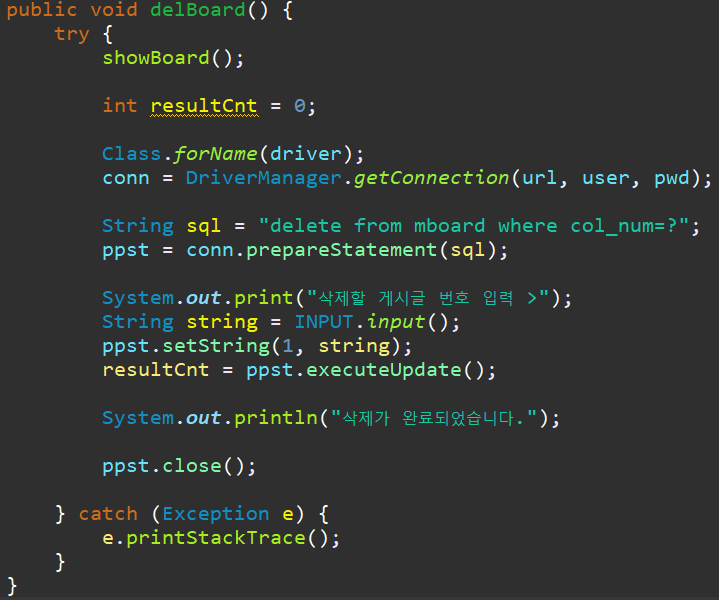 public void delBoard() {
    try {
        showBoard();

        int resultCnt = 0;

        Class.forName(driver);
        conn = DriverManager.getConnection(url, user, pwd);

        String sql = "delete from mboard where col_num=?";
        ppst = conn.prepareStatement(sql);

        System.out.print("삭제할 게시글 번호 입력 >");
        String string = INPUT.input();
        ppst.setString(1, string);
        resultCnt = ppst.executeUpdate();

        System.out.println("삭제가 완료되었습니다.");

        ppst.close();

    } catch (Exception e) {
        e.printStackTrace();
    }
}